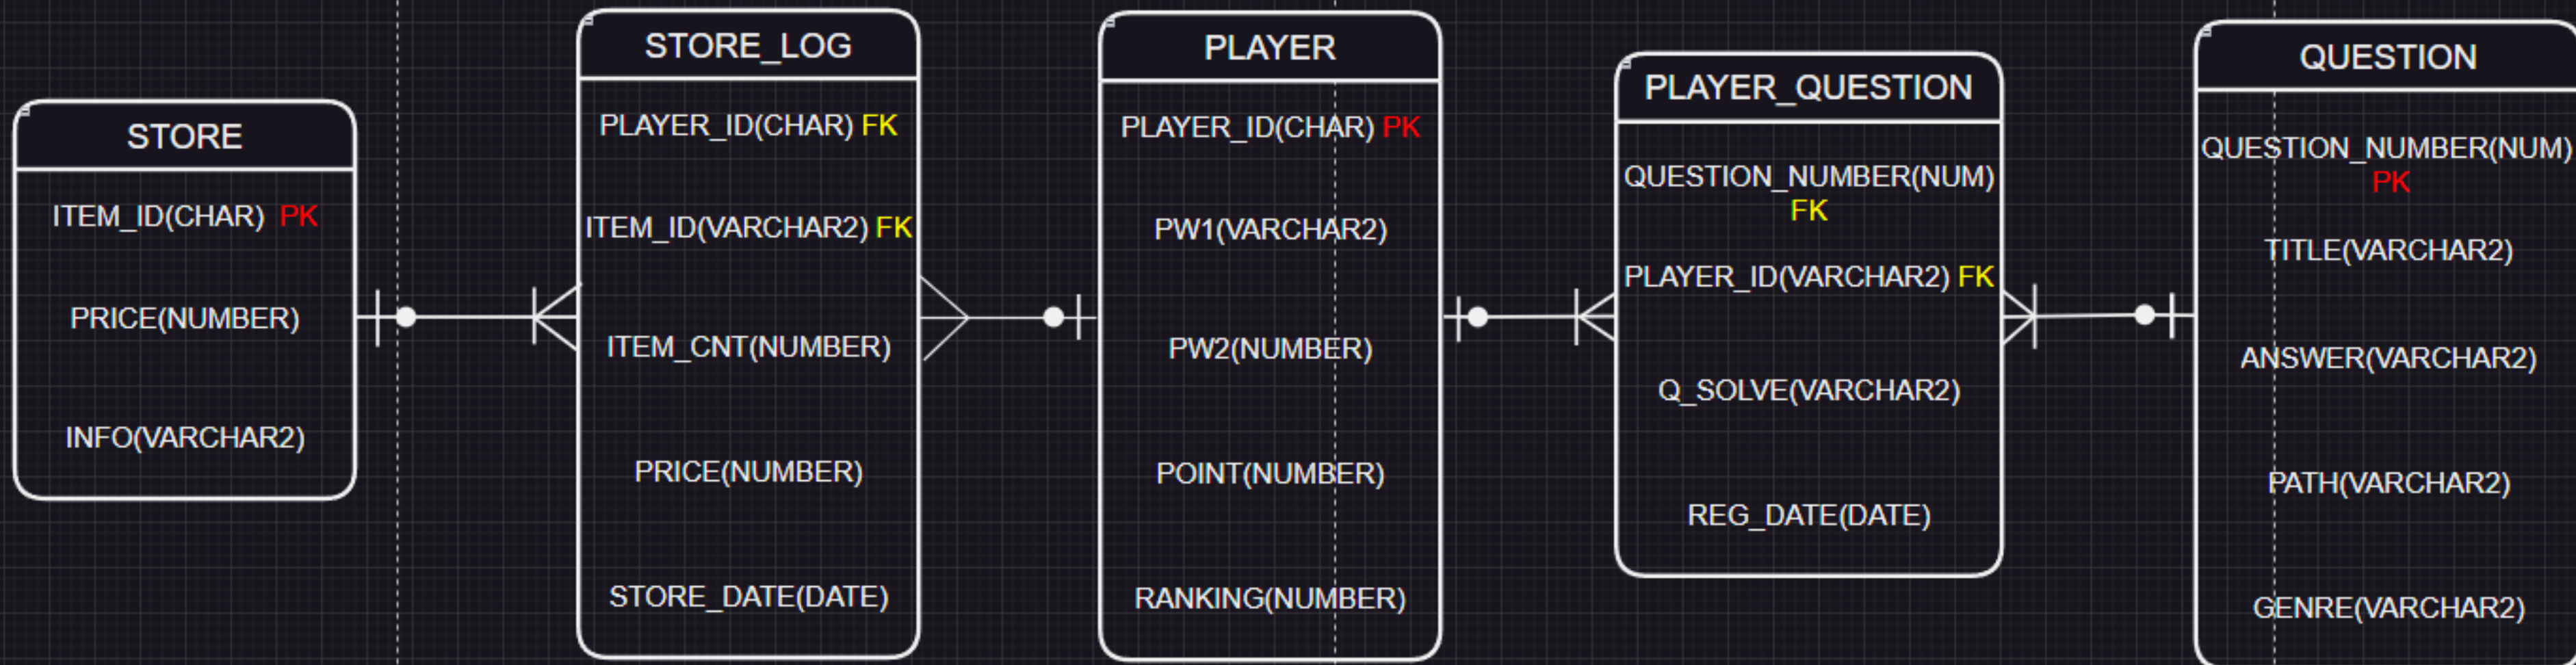 STORE
ITEM_ID(CHAR) PK
PRICE(NUMBER)
INFO(VARCHAR2)
STORE_LOG
PLAYER_ID(CHAR) FK
ITEM_ID(VARCHAR2) FK
ITEM_CNT(NUMBER)
PRICE(NUMBER)
STORE_DATE(DATE)
PLAYER
PLAYER_ID(CHAR) PK
PW1(VARCHAR2)
PW2(NUMBER)
POINT(NUMBER)
RANKING(NUMBER)
PLAYER_QUESTION
QUESTION_NUMBER(NUM)
FK
PLAYER_ID(VARCHAR2) FK
Q_SOLVE(VARCHAR2)
REG_DATE(DATE)
QUESTION
QUESTION_NUMBER(NUM)
PK
TITLE(VARCHAR2)
ANSWER(VARCHAR2)
PATH(VARCHAR2)
GENRE(VARCHAR2)